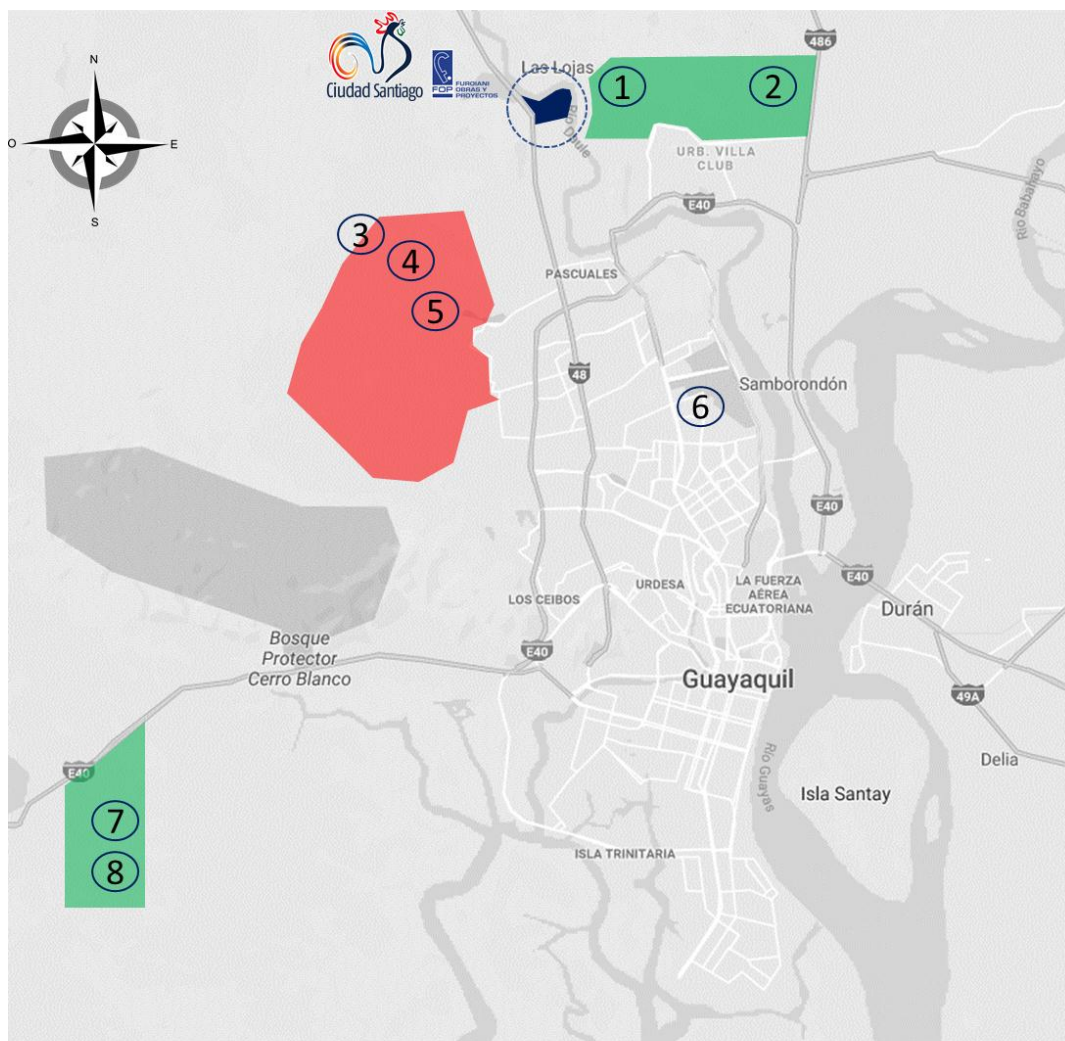 N
O
E
S
Ciudad Santiago
FOP
FUROIANI
OBRAS Y
PROYECTOS
Las Lojas
Río Daule
1
2
486
URB. VILLA
CLUB
E40
Río Babahoyo
3
4
5
PASCUALES
48
6
Samborondón
E40
E40
LOS CEIBOS
URDESA
LA FUERZA
AÉREA
ECUATORIANA
Durán
Bosque
Protector
Cerro Blanco
E40
Guayaquil
49A
Delia
E40
Río Guayas
Isla Santay
7
8
ISLA TRINITARIA